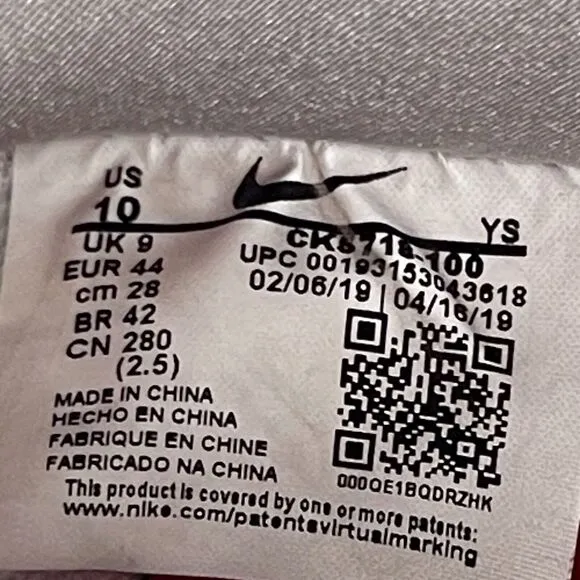 US
10
YS
UK 9
CK8718-100
EUR 44
UPC 00193153043618
cm 28
02/06/19 | 04/16/19
BR 42
CN 280
(2.5)
MADE IN CHINA
HECHO EN CHINA
FABRIQUE EN CHINE
FABRICADO NA CHINA
000QE1BQDRZHK
This product is covered by one or more patents:
www.nike.com/patentsvirtualmarking